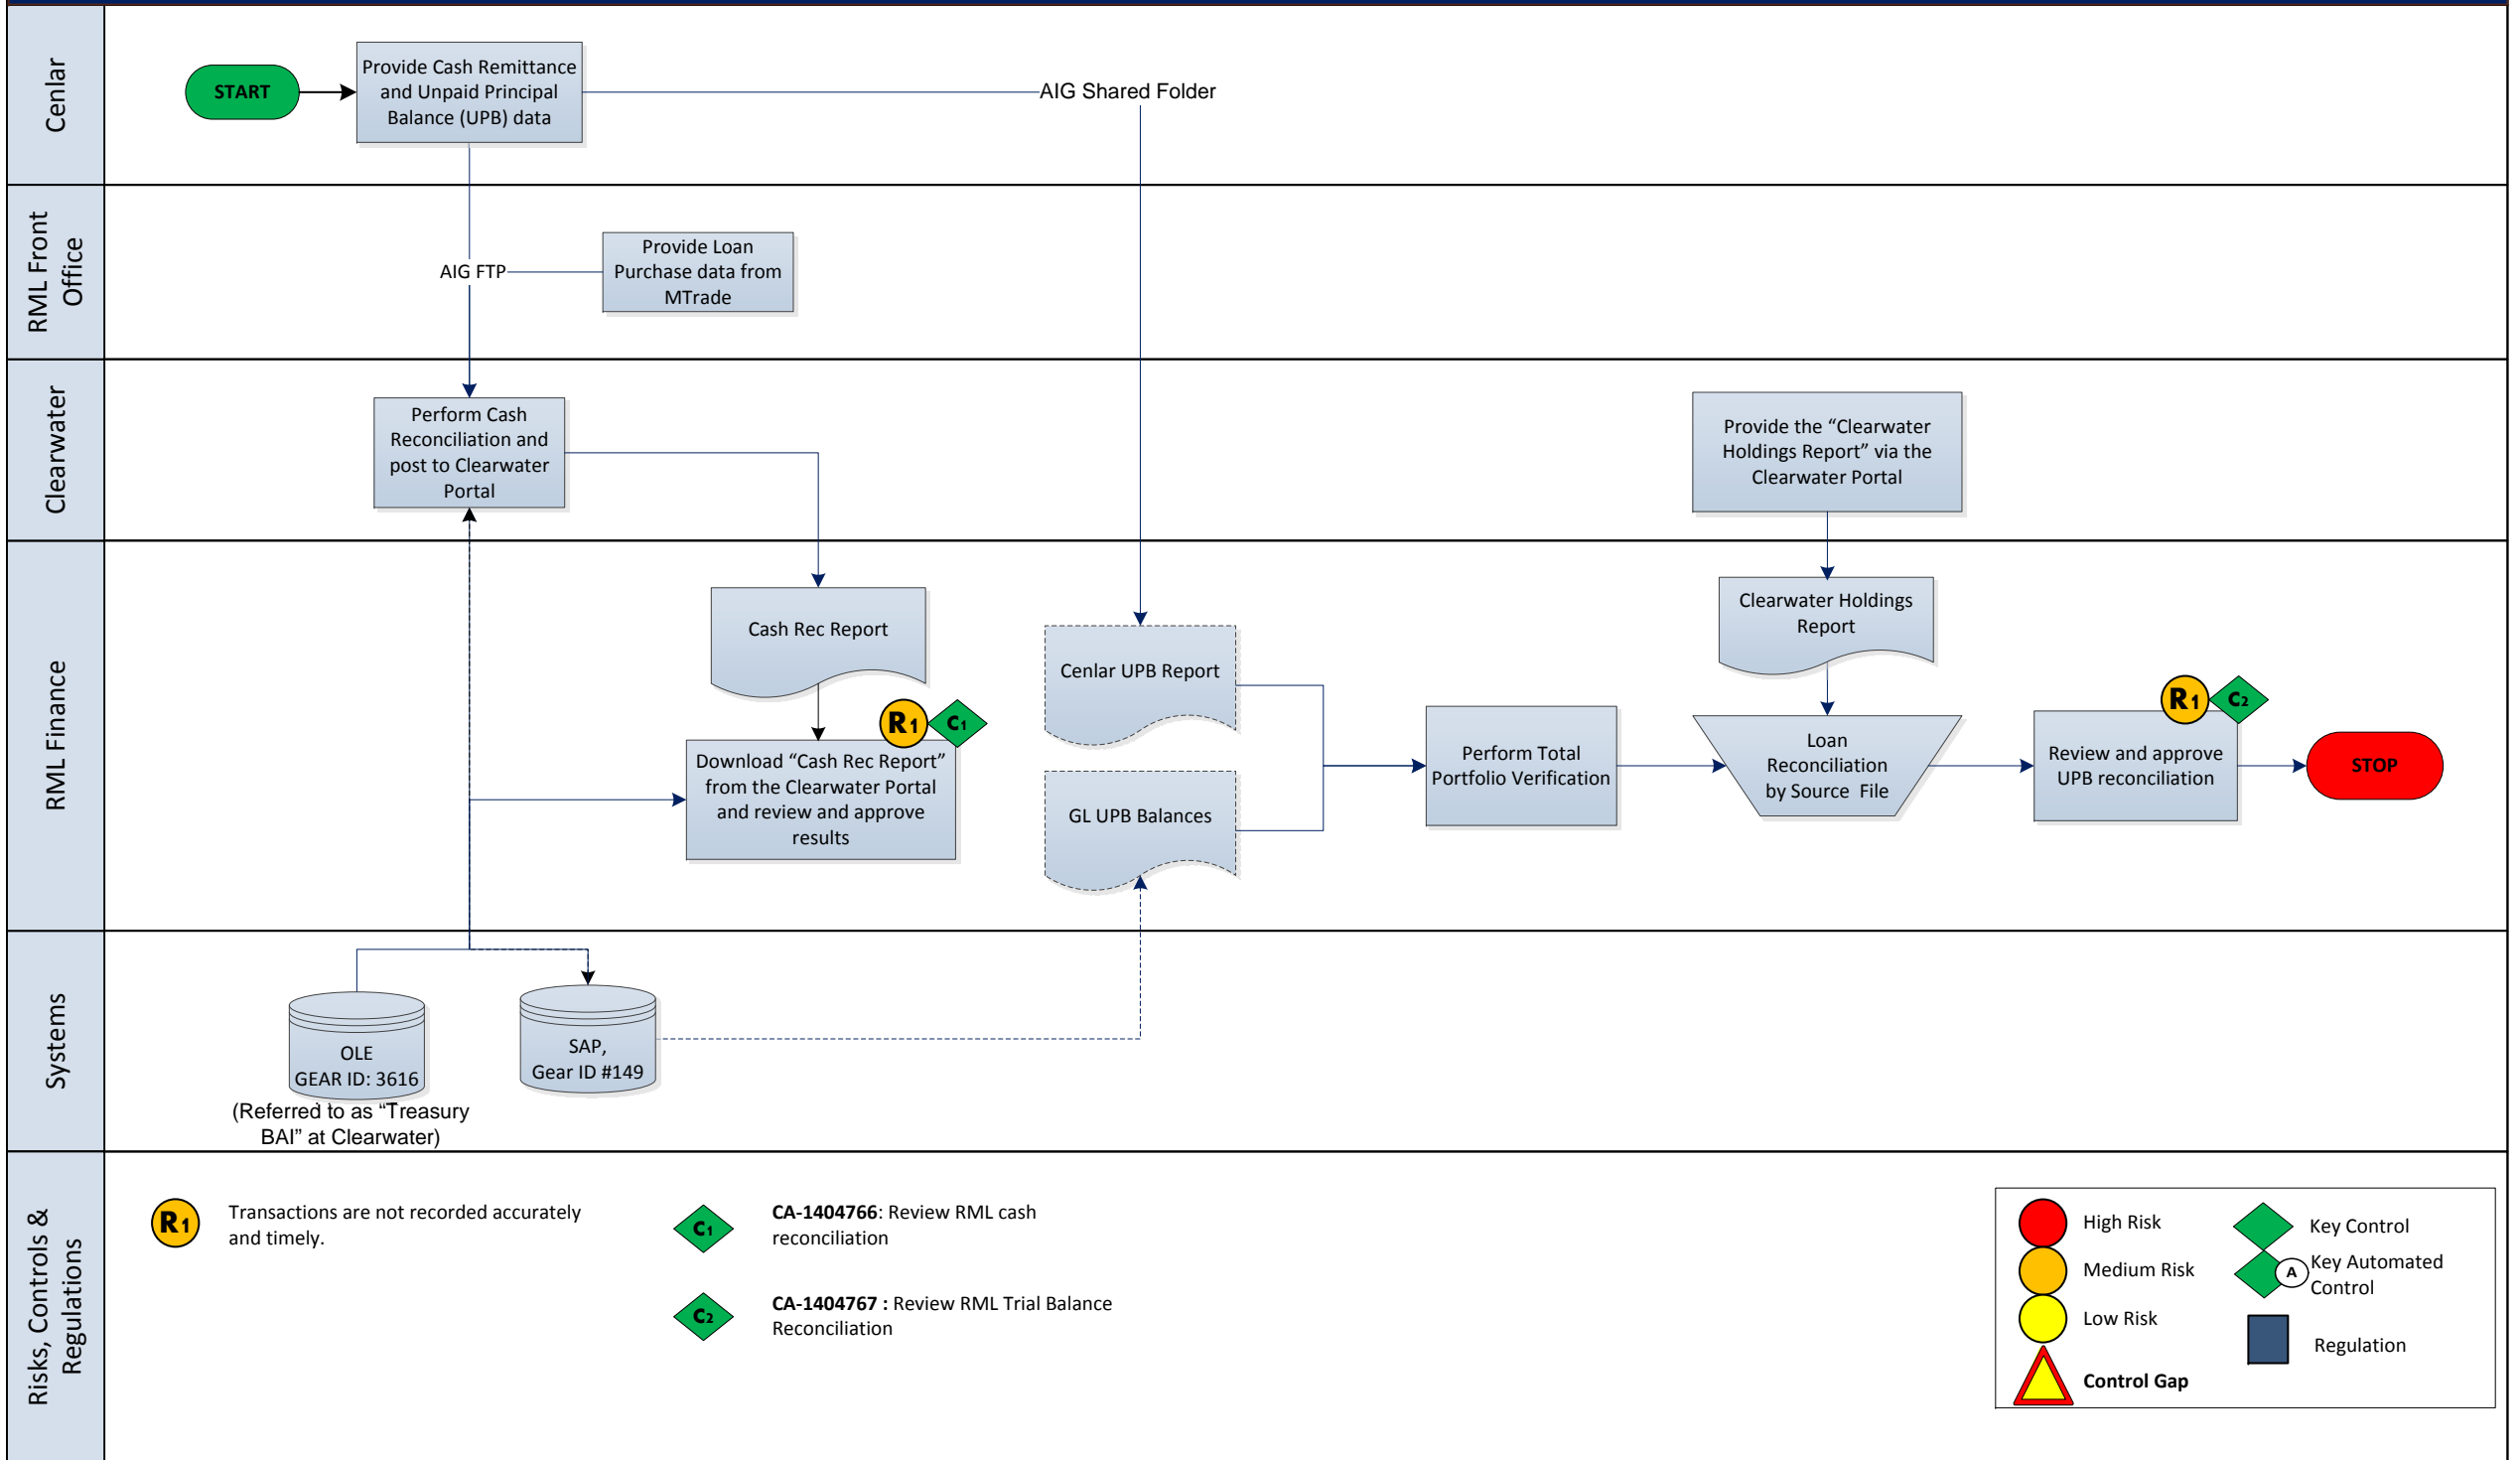 Cenlar
START
Provide Cash Remittance
and Unpaid Principal
Balance (UPB) data
AIG Shared Folder
RML Front
Office
AIG FTP
Provide Loan
Purchase data from
MTrade
Clearwater
Perform Cash
Reconciliation and
post to Clearwater
Portal
Provide the “Clearwater
Holdings Report” via the
Clearwater Portal
RML Finance
Cash Rec Report
R1
C1
Download “Cash Rec Report”
from the Clearwater Portal
and review and approve
results
Cenlar UPB Report
GL UPB Balances
Perform Total
Portfolio Verification
Clearwater Holdings
Report
Loan
Reconciliation
by Source File
R1
C2
Review and approve
UPB reconciliation
STOP
Systems
OLE
GEAR ID: 3616
(Referred to as “Treasury
BAI” at Clearwater)
SAP,
Gear ID #149
Risks, Controls &
Regulations
R1
Transactions are not recorded accurately
and timely.
C1
CA-1404766: Review RML cash
reconciliation
C2
CA-1404767 : Review RML Trial Balance
Reconciliation
High Risk
Medium Risk
Low Risk
Control Gap
Key Control
A
Key Automated
Control
Regulation